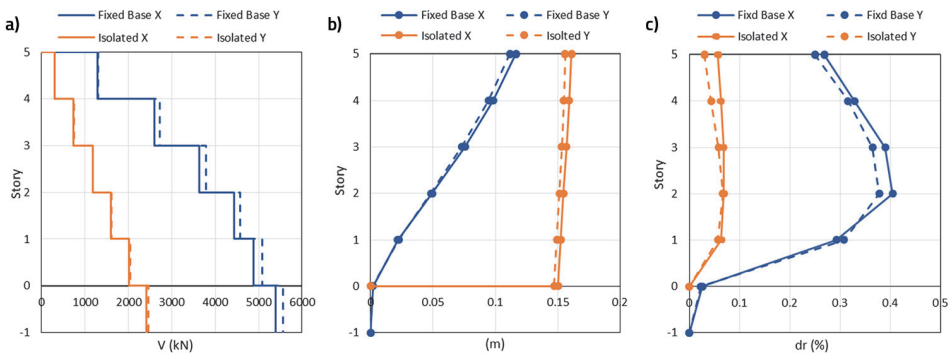 a)
Fixed Base X
Fixed Base Y
Isolated X
Isolated Y
5
4
3
2
1
0
-1
Story
0 1000 2000 3000 4000 5000 6000
V (kN)
b)
Fixed Base X
Fixed Base Y
Isolated X
Isolted Y
5
4
3
2
1
0
-1
Story
0 0.05 0.1 0.15 0.2
(m)
c)
Fixed Base X
Fixd Base Y
Isolated X
Isolated Y
5
4
3
2
1
0
-1
Story
0 0.1 0.2 0.3 0.4 0.5
dr (%)